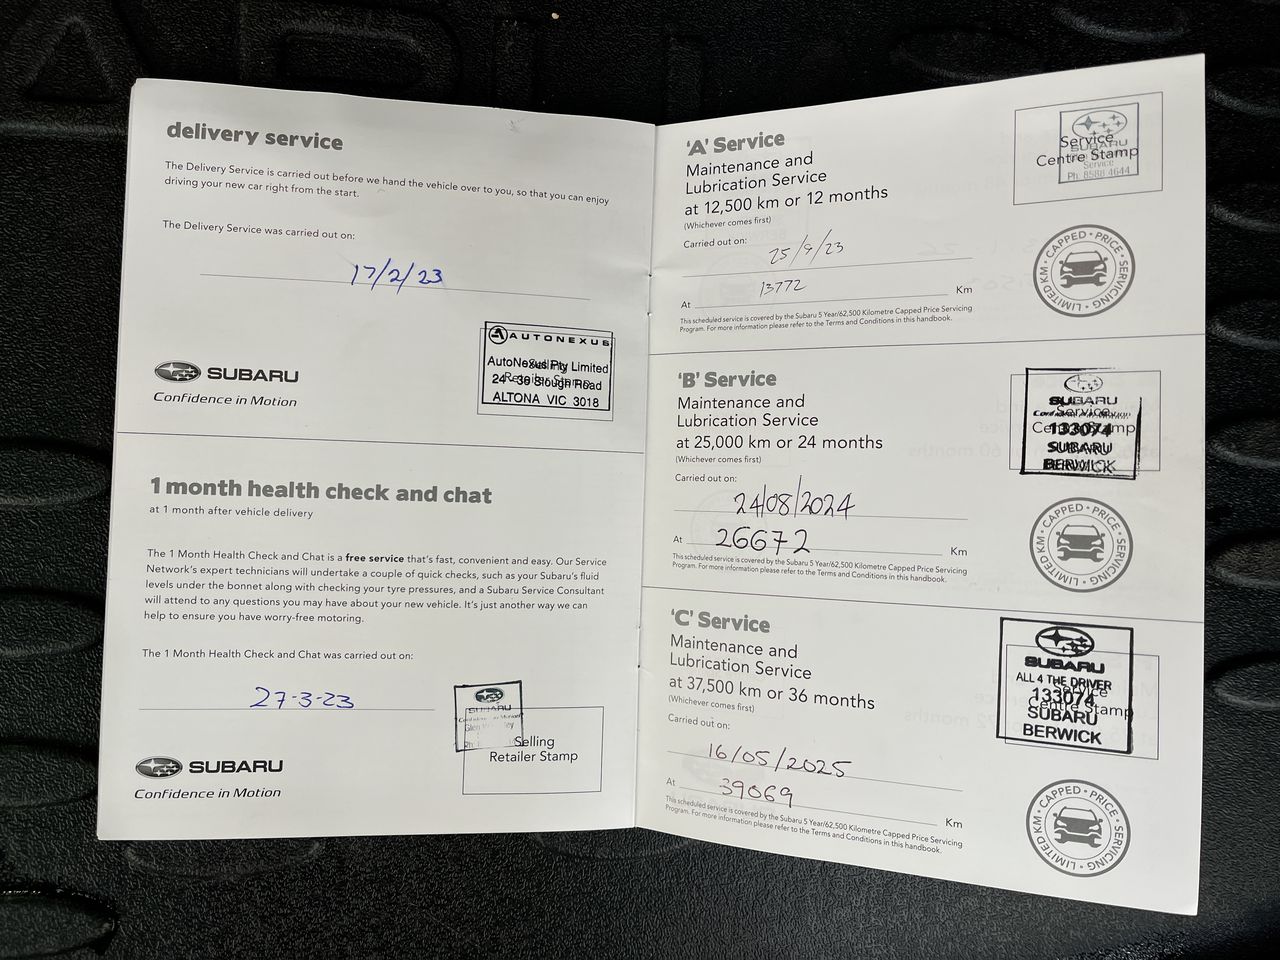 delivery service
The Delivery Service is carried out before we hand the vehicle over to you, so that you can enjoy
driving your new car right from the start.
The Delivery Service was carried out on:
17/2/23
AUTONEXUS
AutoNexus Pty Limited
24 - 36 Slough Road
ALTONA VIC 3018
SUBARU
Confidence in Motion
1 month health check and chat
at 1 month after vehicle delivery
The 1 Month Health Check and Chat is a free service that's fast, convenient and easy. Our Service
Network's expert technicians will undertake a couple of quick checks, such as your Subaru's fluid
levels under the bonnet along with checking your tyre pressures, and a Subaru Service Consultant
will attend to any questions you may have about your new vehicle. It's just another way we can
help to ensure you have worry-free motoring.
The 1 Month Health Check and Chat was carried out on:
27-3-23
SUBARU
Selling
Retailer Stamp
SUBARU
Confidence in Motion
'A' Service
Maintenance and
Lubrication Service
at 12,500 km or 12 months
(Whichever comes first)
Carried out on:
25/9/23
At 13772 Km
This scheduled service is covered by the Subaru 5 Year/62,500 Kilometre Capped Price Servicing
Program. For more information please refer to the Terms and Conditions in this handbook.
SUBARU
Service
Centre Stamp
Service
Ph: 8588 4644
CAPPED • PRICE • SERVICING • LIMITED KM •
'B' Service
Maintenance and
Lubrication Service
at 25,000 km or 24 months
(Whichever comes first)
Carried out on:
24/08/2024
At 26672 Km
This scheduled service is covered by the Subaru 5 Year/62,500 Kilometre Capped Price Servicing
Program. For more information please refer to the Terms and Conditions in this handbook.
SUBARU
Service
Centre Stamp
133074
SUBARU
BERWICK
CAPPED • PRICE • SERVICING • LIMITED KM •
'C' Service
Maintenance and
Lubrication Service
at 37,500 km or 36 months
(Whichever comes first)
Carried out on:
16/05/2025
At 39069 Km
This scheduled service is covered by the Subaru 5 Year/62,500 Kilometre Capped Price Servicing
Program. For more information please refer to the Terms and Conditions in this handbook.
SUBARU
ALL 4 THE DRIVER
Service
133074
Centre Stamp
SUBARU
BERWICK
CAPPED • PRICE • SERVICING • LIMITED KM •